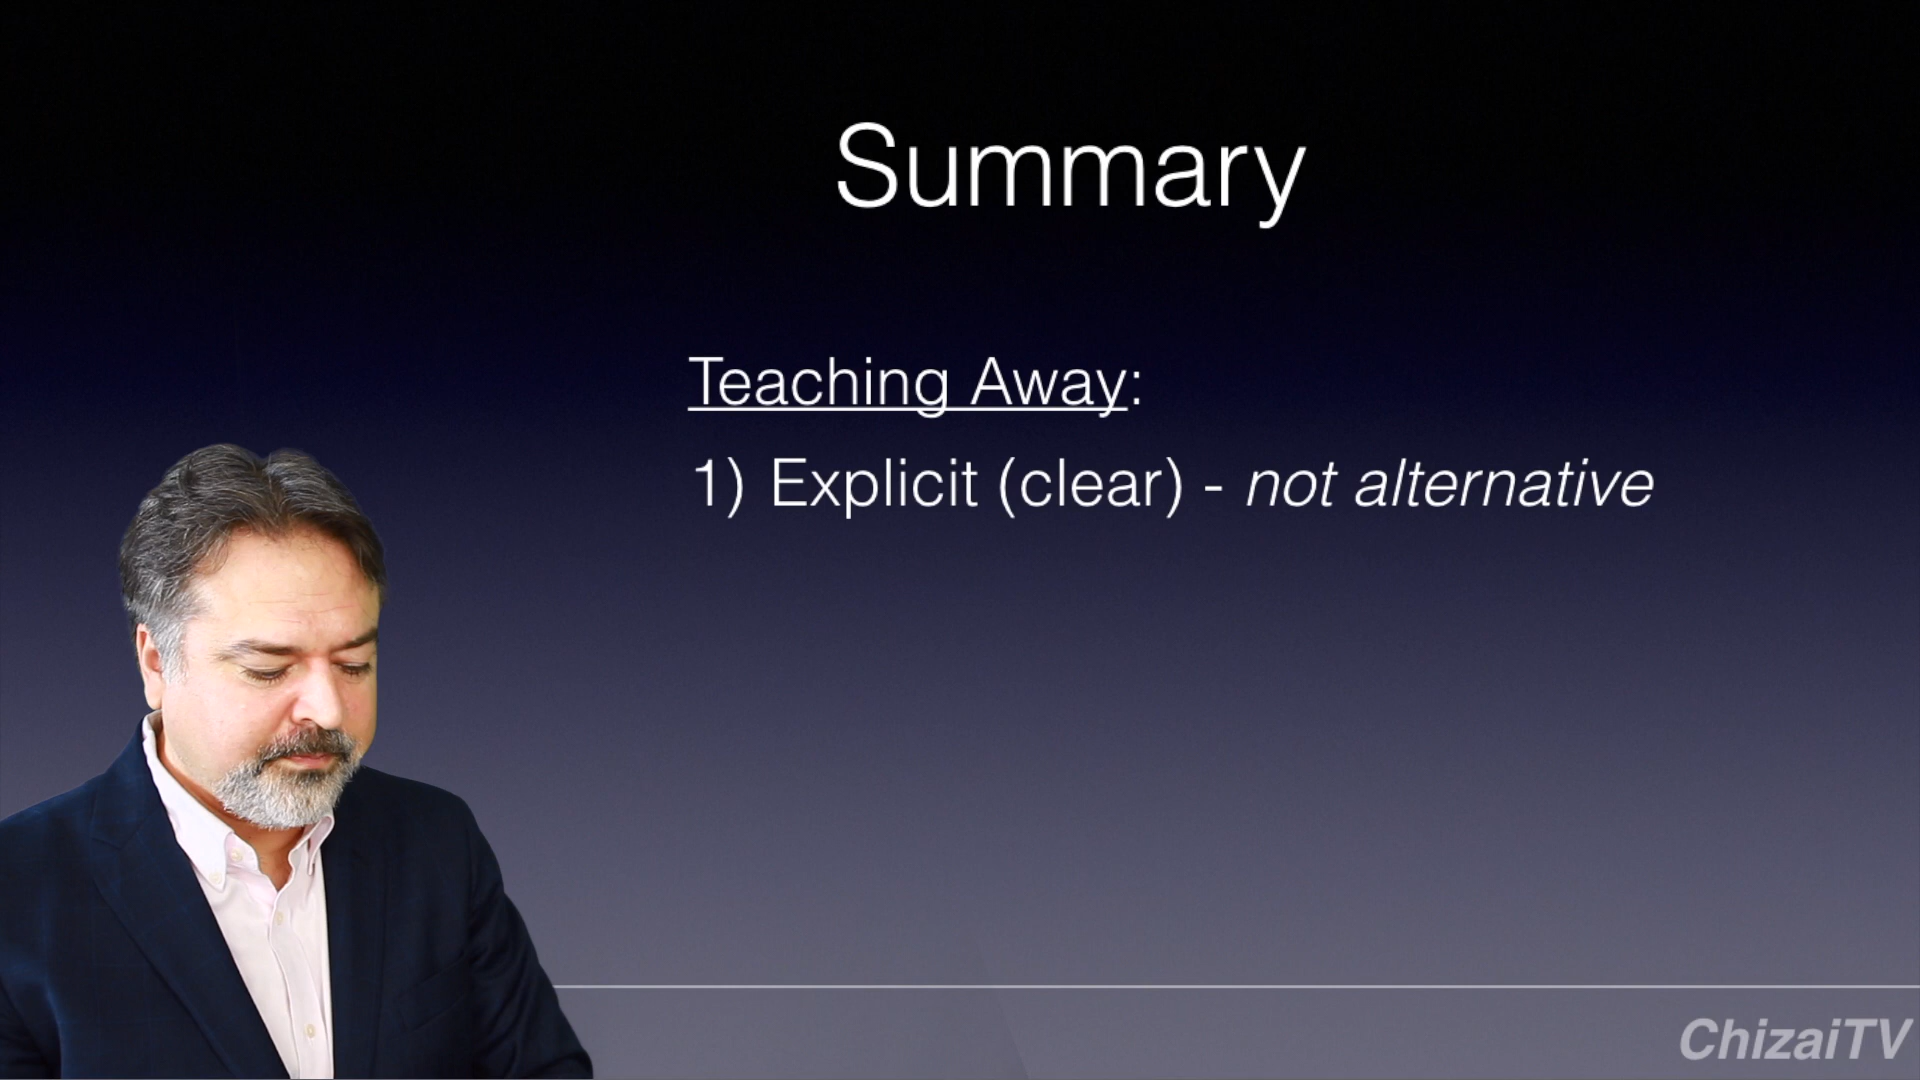 Summary
Teaching Away:
1) Explicit (clear) - not alternative
ChizaiTV